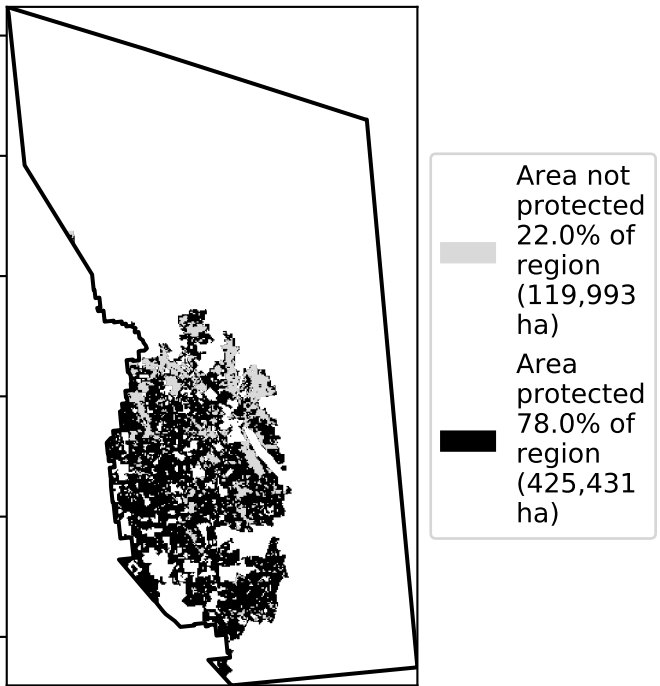 Area not
protected
22.0% of
region
(119,993
ha)
Area
protected
78.0% of
region
(425,431
ha)